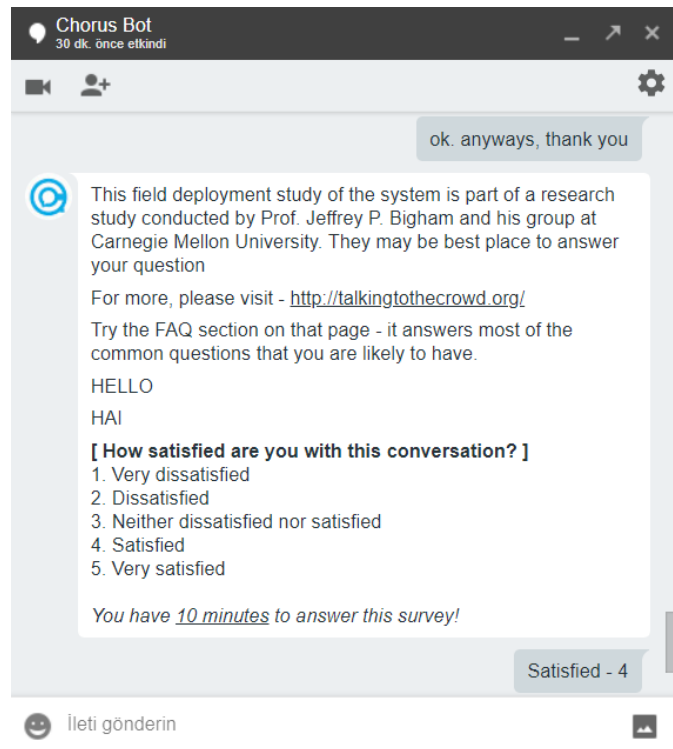 Chorus Bot
30 dk. önce etkindi
ok. anyways, thank you
This field deployment study of the system is part of a research
study conducted by Prof. Jeffrey P. Bigham and his group at
Carnegie Mellon University. They may be best place to answer
your question
For more, please visit - http://talkingtothecrowd.org/
Try the FAQ section on that page - it answers most of the
common questions that you are likely to have.
HELLO
HAI
[ How satisfied are you with this conversation? ]
1. Very dissatisfied
2. Dissatisfied
3. Neither dissatisfied nor satisfied
4. Satisfied
5. Very satisfied
You have 10 minutes to answer this survey!
Satisfied - 4
İleti gönderin